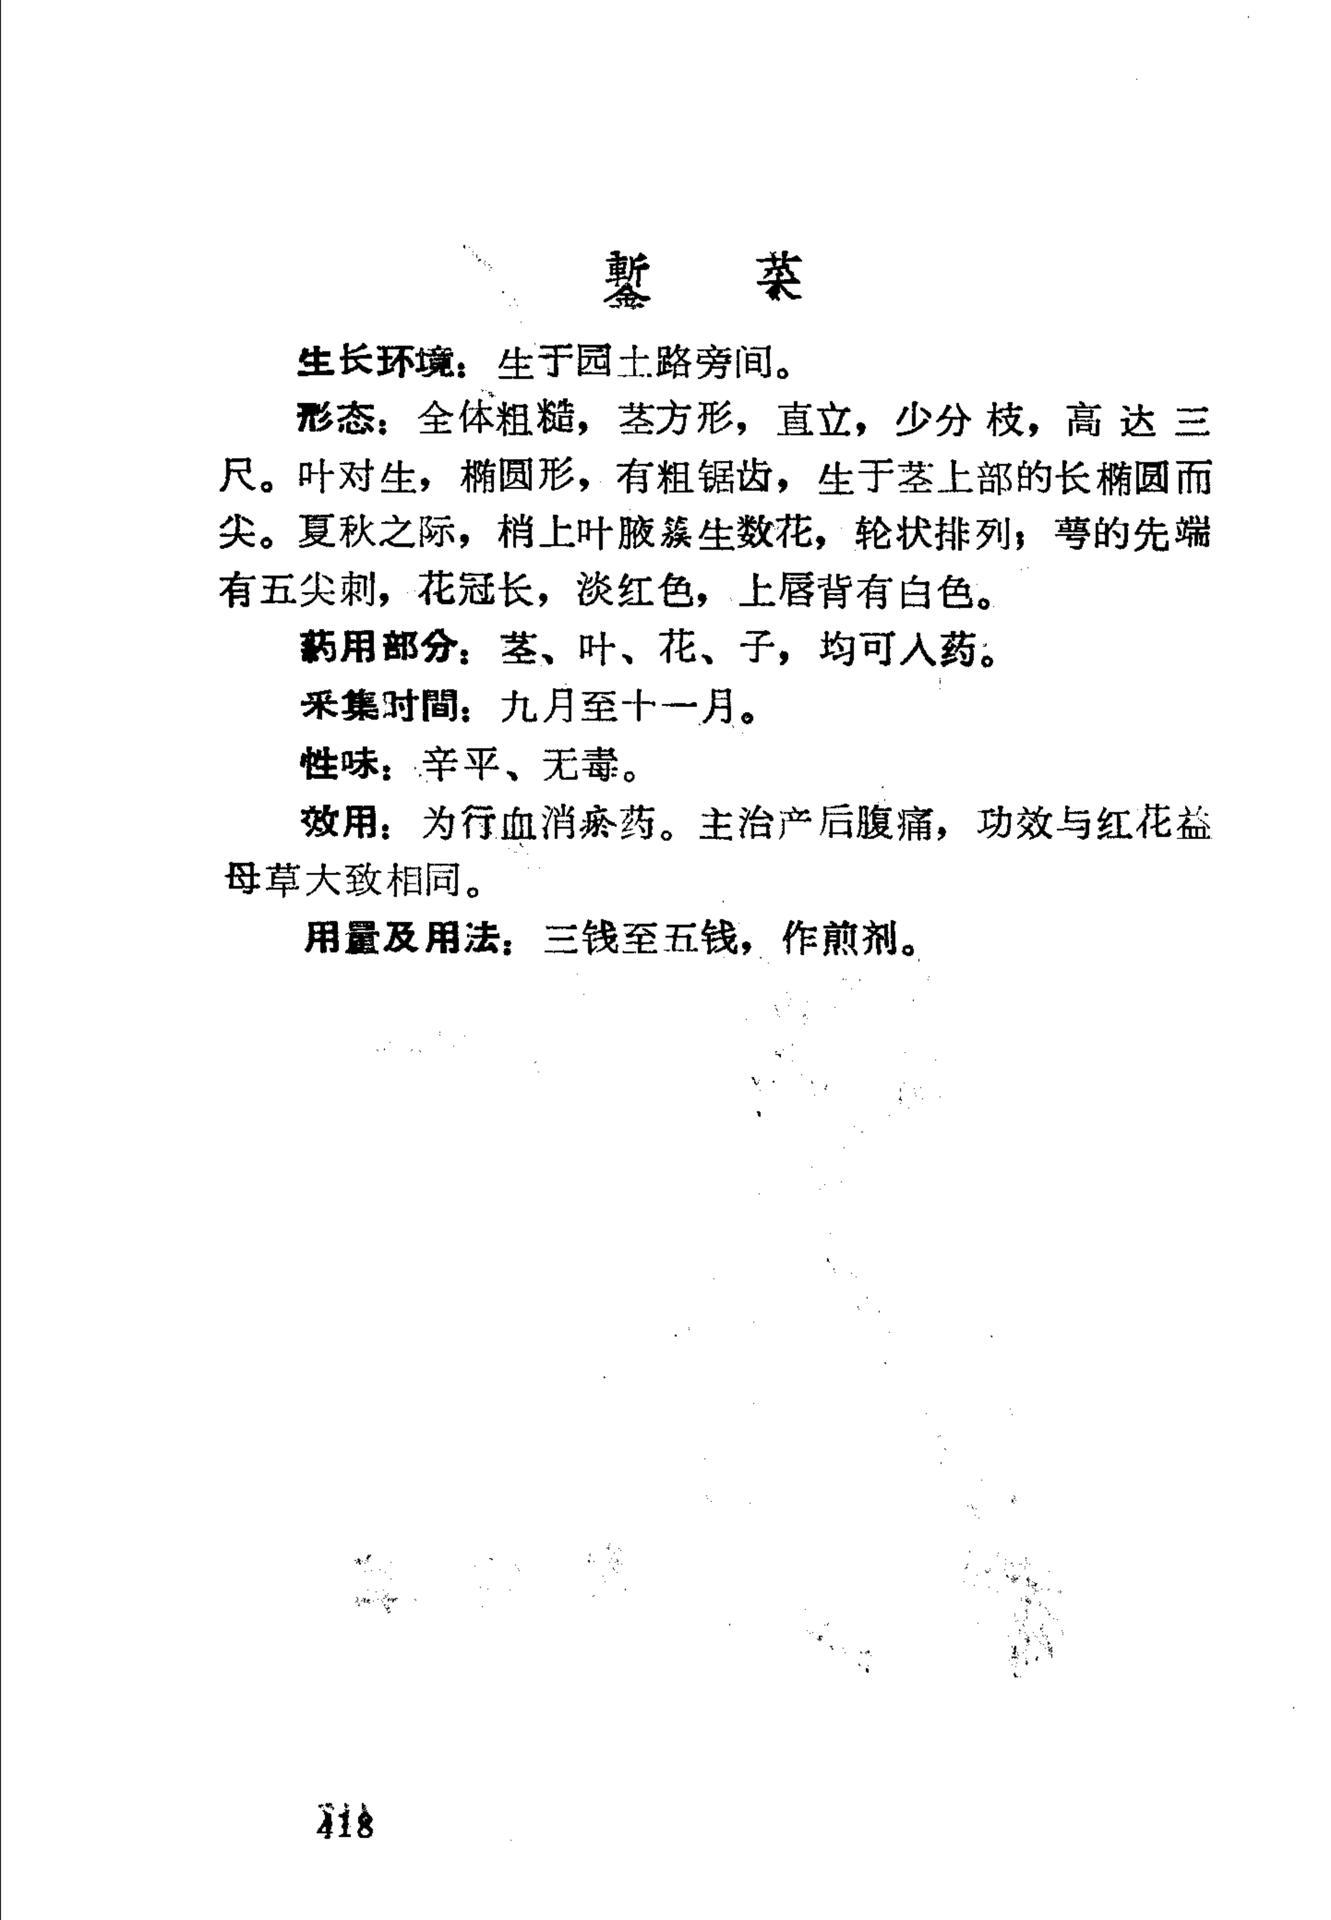 鏨 菜
生长环境：生于园土路旁间。
形态：全体粗糙，茎方形，直立，少分枝，高达三
尺。叶对生，椭圆形，有粗锯齿，生于茎上部的长椭圆而
尖。夏秋之际，梢上叶腋簇生数花，轮状排列；萼的先端
有五尖刺，花冠长，淡红色，上唇背有白色。
药用部分：茎、叶、花、子，均可入药。
采集时間：九月至十一月。
性味：辛平、无毒。
效用：为行血消瘀药。主治产后腹痛，功效与红花益
母草大致相同。
用量及用法：三钱至五钱，作煎剂。
418